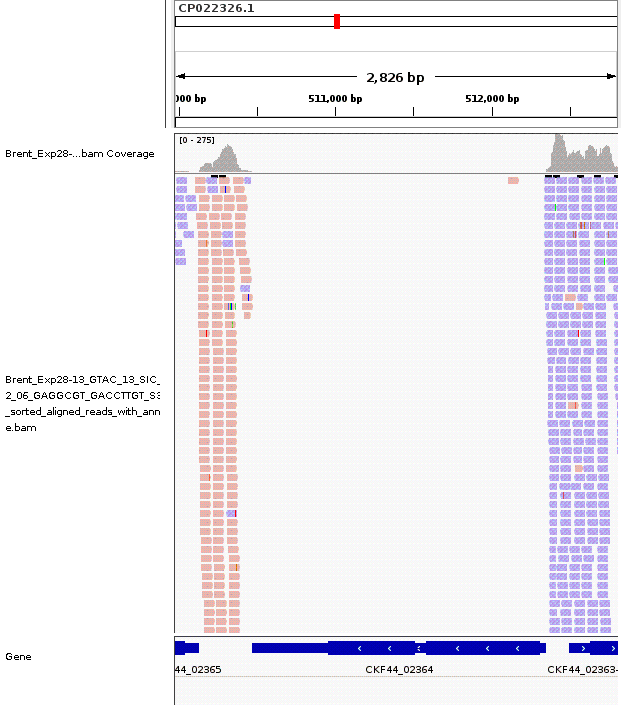 CP022326.1
2,826 bp
000 bp
511,000 bp
512,000 bp
[0 - 275]
Brent_Exp28-...bam Coverage
Brent_Exp28-13_GTAC_13_SIC_
2_06_GAGGCGT_GACCTTGT_S3
_sorted_aligned_reads_with_ann
e.bam
Gene
44_02365
CKF44_02364
CKF44_02363-